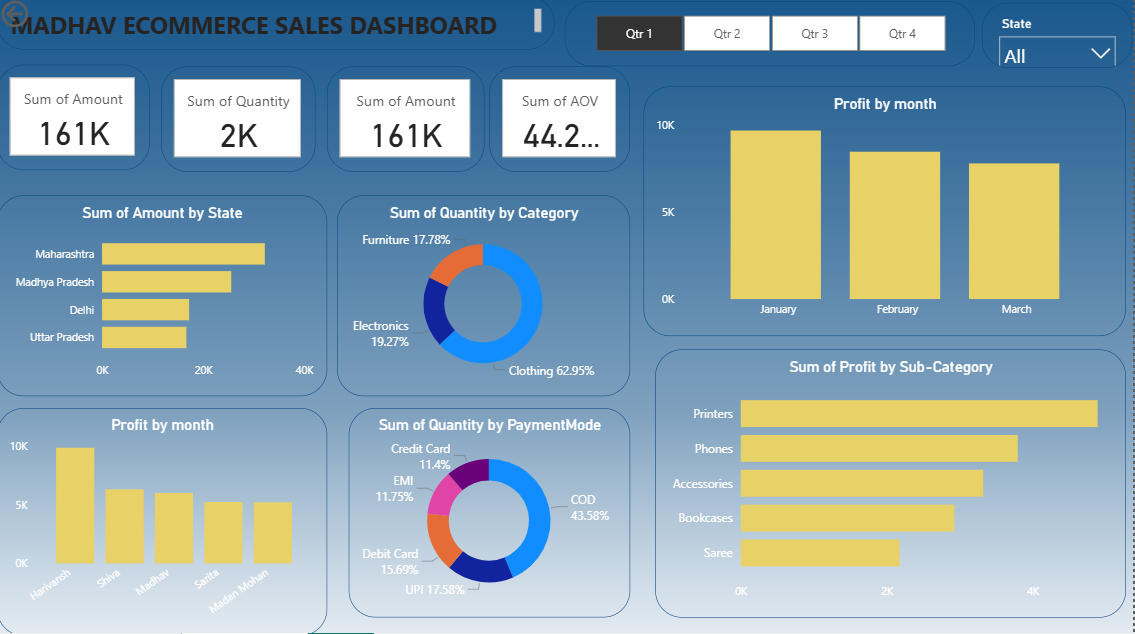 MADHAV ECOMMERCE SALES DASHBOARD
Qtr 1
Qtr 2
Qtr 3
Qtr 4
State
All
Sum of Amount
161K
Sum of Quantity
2K
Sum of Amount
161K
Sum of AOV
44.2...
Profit by month
10K
5K
0K
January
February
March
Sum of Amount by State
Maharashtra
Madhya Pradesh
Delhi
Uttar Pradesh
0K
20K
40K
Sum of Quantity by Category
Furniture 17.78%
Electronics
19.27%
Clothing 62.95%
Sum of Profit by Sub-Category
Printers
Phones
Accessories
Bookcases
Saree
0K
2K
4K
Profit by month
10K
5K
0K
Harivansh
Shiva
Madhav
Sarita
Madan Mohan
Sum of Quantity by PaymentMode
Credit Card
11.4%
EMI
11.75%
COD
43.58%
Debit Card
15.69%
UPI 17.58%